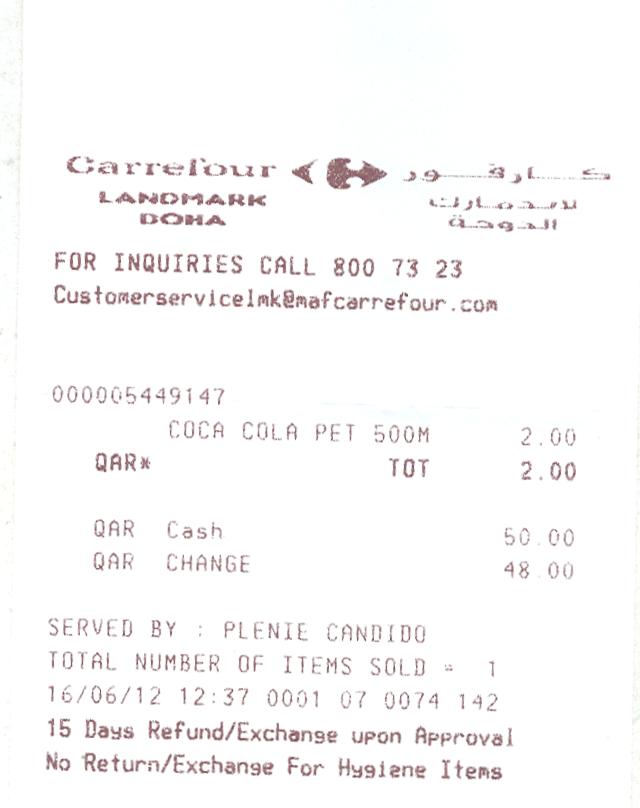 Carrefour كارفور
LANDMARK لاندمارك
DOHA الدوحة
FOR INQUIRIES CALL 800 73 23
Customerservicelmk@mafcarrefour.com
000005449147
COCA COLA PET 500M 2.00
QAR* TOT 2.00
QAR Cash 50.00
QAR CHANGE 48.00
SERVED BY : PLENIE CANDIDO
TOTAL NUMBER OF ITEMS SOLD = 1
16/06/12 12:37 0001 07 0074 142
15 Days Refund/Exchange upon Approval
No Return/Exchange For Hygiene Items